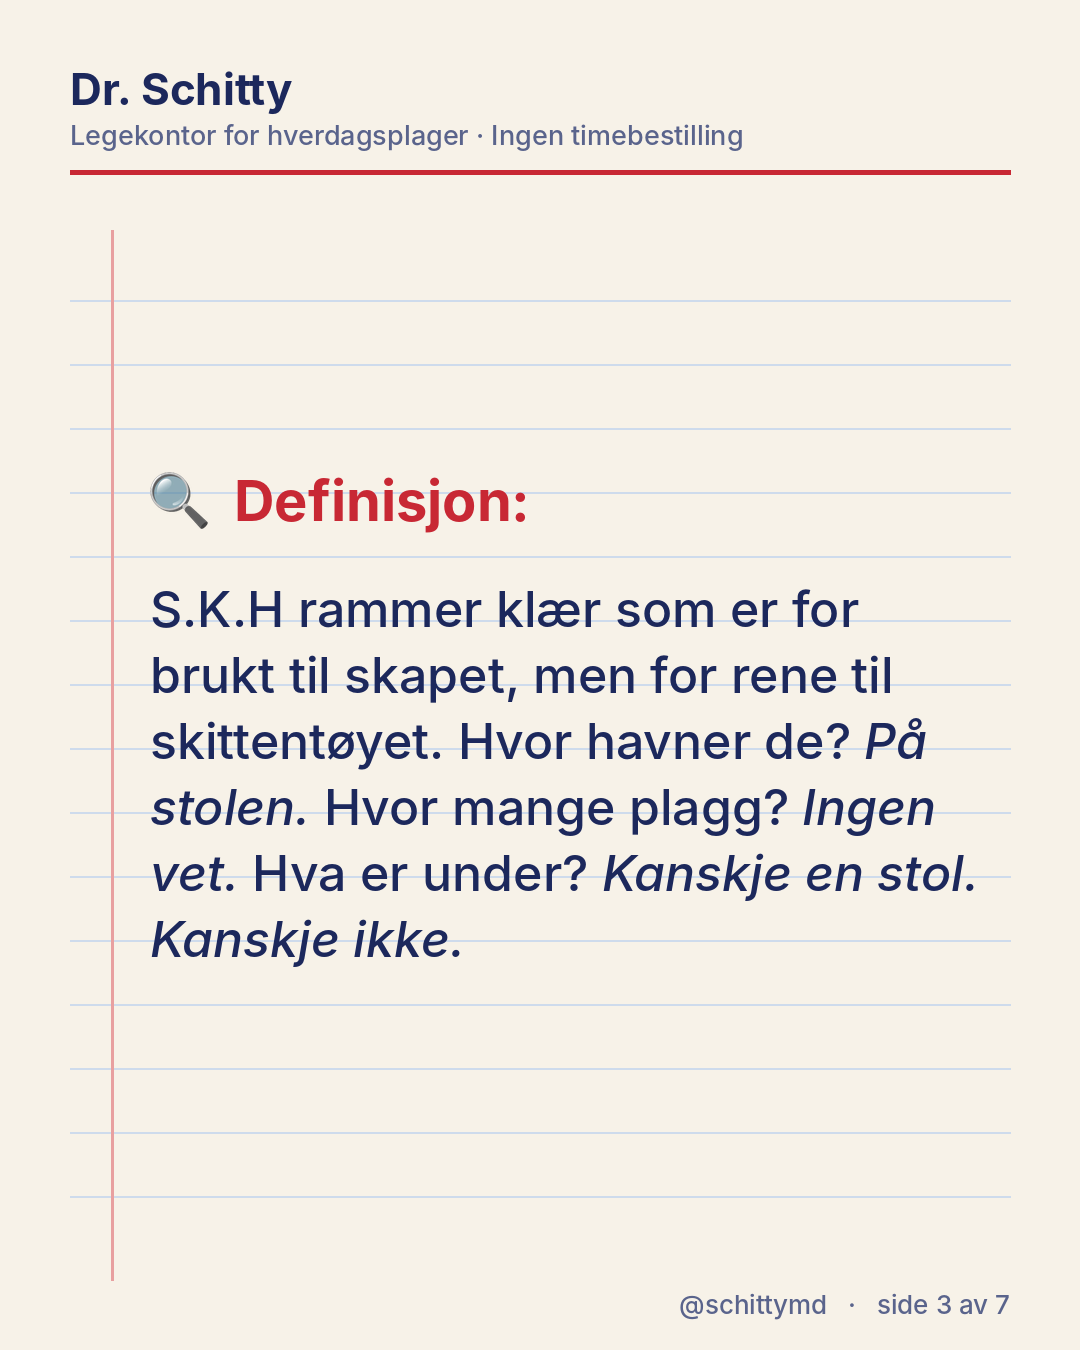 Dr. Schitty
Legekontor for hverdagsplager · Ingen timebestilling
🔍 Definisjon:
S.K.H rammer klær som er for
brukt til skapet, men for rene til
skittentøyet. Hvor havner de? På
stolen. Hvor mange plagg? Ingen
vet. Hva er under? Kanskje en stol.
Kanskje ikke.
@schittymd · side 3 av 7